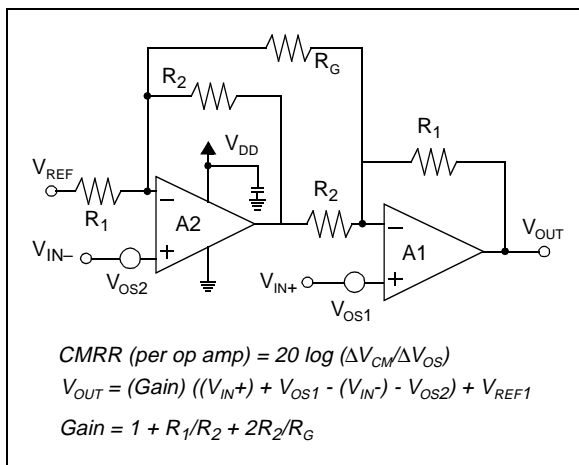 R_G
R_2
R_1
V_DD
V_REF
R_1
R_2
−
A2
−
V_OUT
V_IN–
+
A1
V_OS2
V_IN+
+
V_OS1
CMRR (per op amp) = 20 log (ΔV_CM/ΔV_OS)
V_OUT = (Gain) ((V_IN+) + V_OS1 - (V_IN-) - V_OS2) + V_REF1
Gain = 1 + R_1/R_2 + 2R_2/R_G